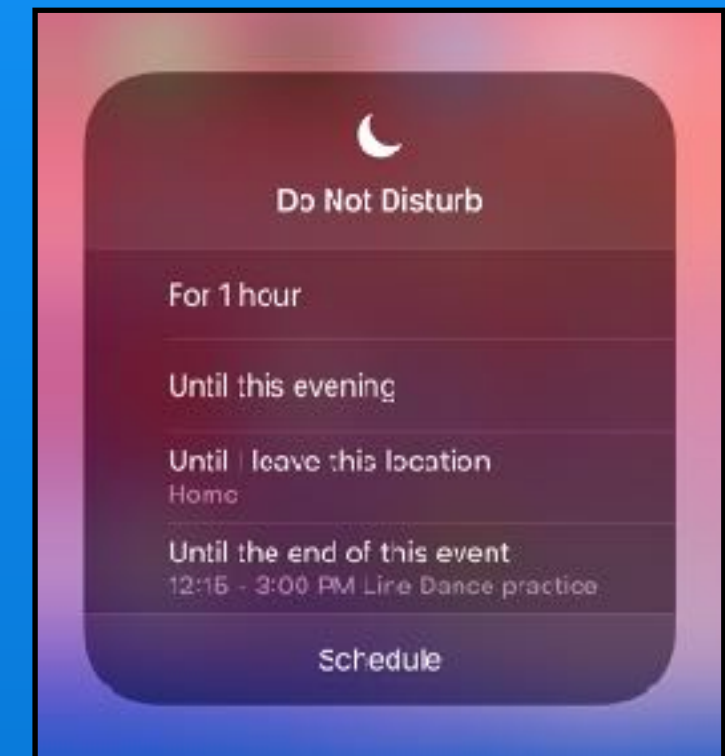 Do Not Disturb
For 1 hour
Until this evening
Until I leave this location
Home
Until the end of this event
12:15 - 3:00 PM Line Dance practice
Schedule